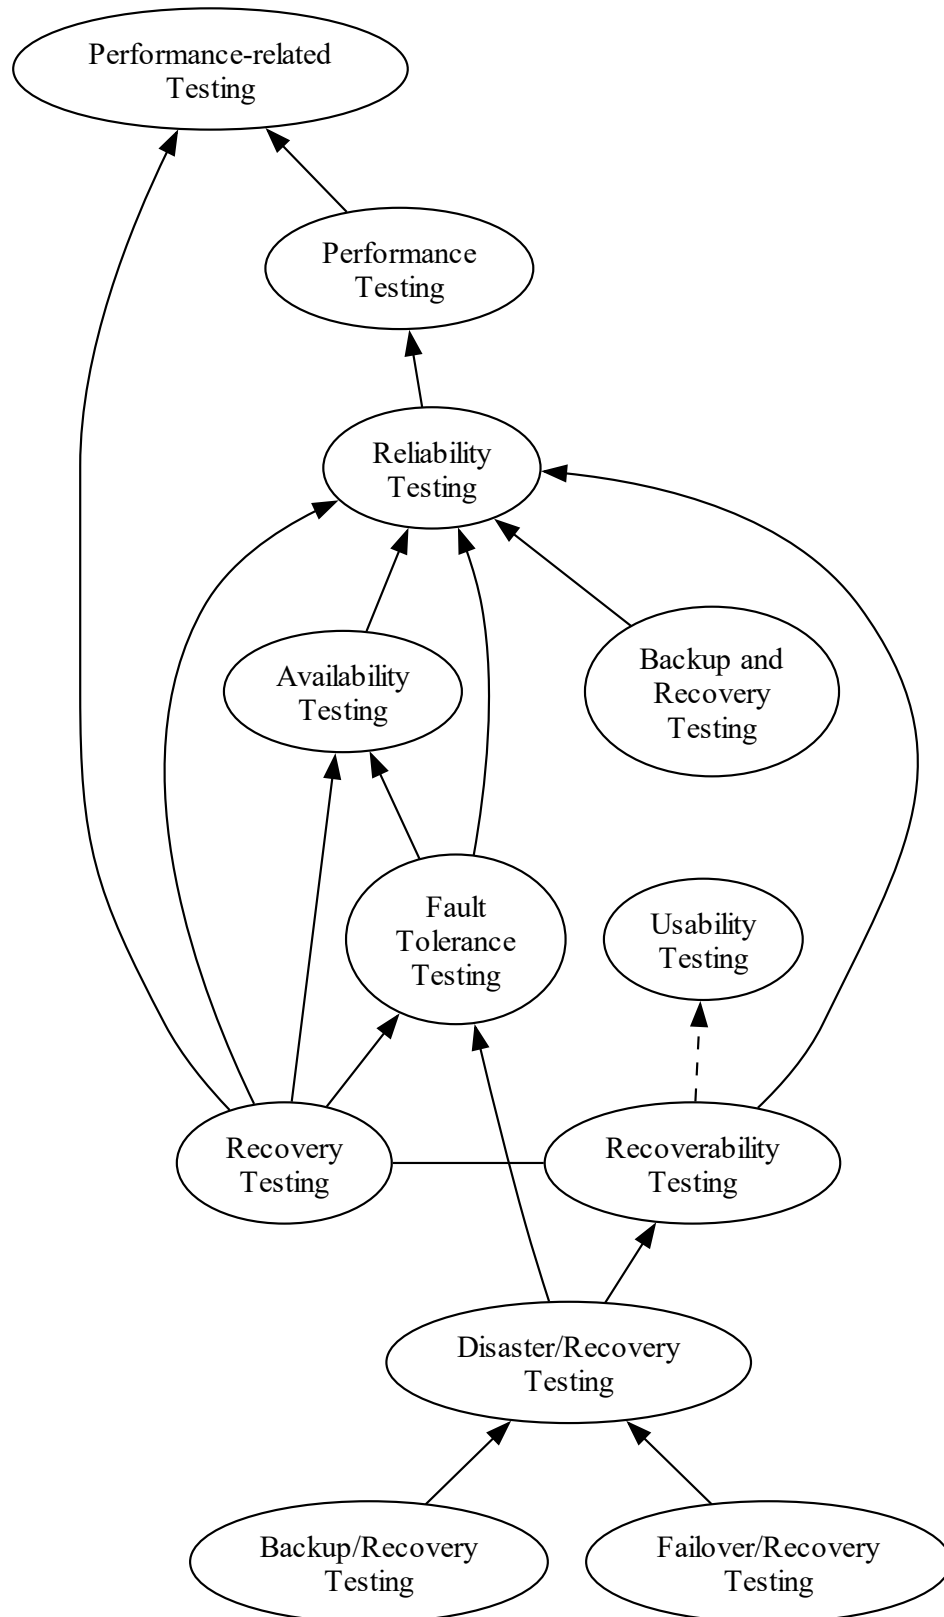 Performance-related
Testing
Performance
Testing
Reliability
Testing
Availability
Testing
Backup and
Recovery
Testing
Fault
Tolerance
Testing
Usability
Testing
Recovery
Testing
Recoverability
Testing
Disaster/Recovery
Testing
Backup/Recovery
Testing
Failover/Recovery
Testing